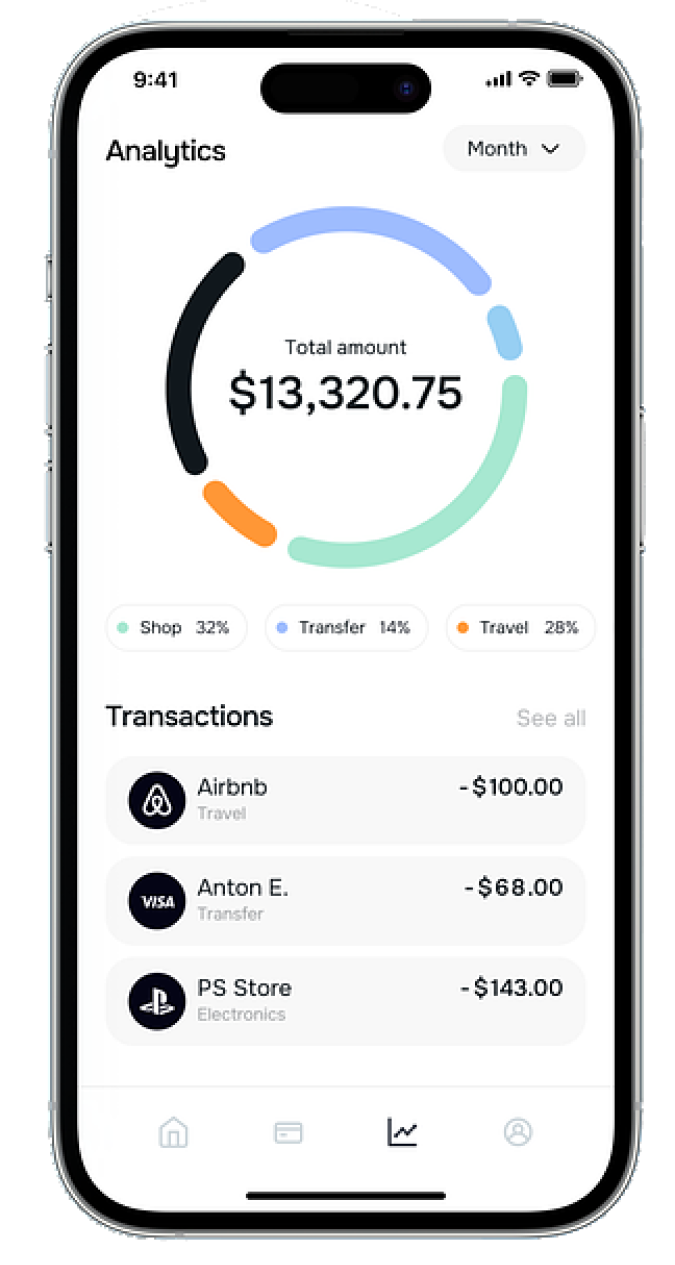 9:41
Analytics
Month
Total amount
$13,320.75
Shop 32% Transfer 14% Travel 28%
Transactions See all
Airbnb -$100.00
Travel
VISA
Anton E. -$68.00
Transfer
PS Store -$143.00
Electronics